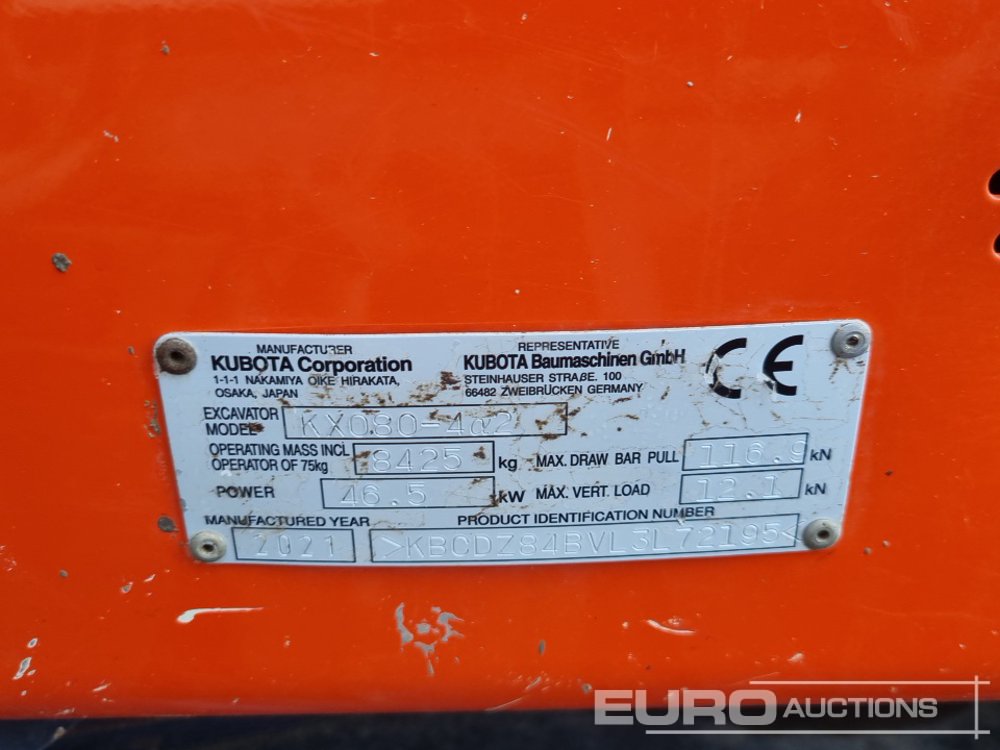 MANUFACTURER
KUBOTA Corporation
1-1-1 NAKAMIYA OIKE HIRAKATA,
OSAKA, JAPAN
REPRESENTATIVE
KUBOTA Baumaschinen GmbH
STEINHAUSER STRAßE. 100
66482 ZWEIBRÜCKEN GERMANY
CE
EXCAVATOR MODEL KX080-4α2
OPERATING MASS INCL OPERATOR OF 75kg 8425 kg
MAX. DRAW BAR PULL 116.9 kN
POWER 46.5 kW
MAX. VERT. LOAD 12.1 kN
MANUFACTURED YEAR
2021
PRODUCT IDENTIFICATION NUMBER
>KBCDZ84BVL3L72195<
EURO AUCTIONS